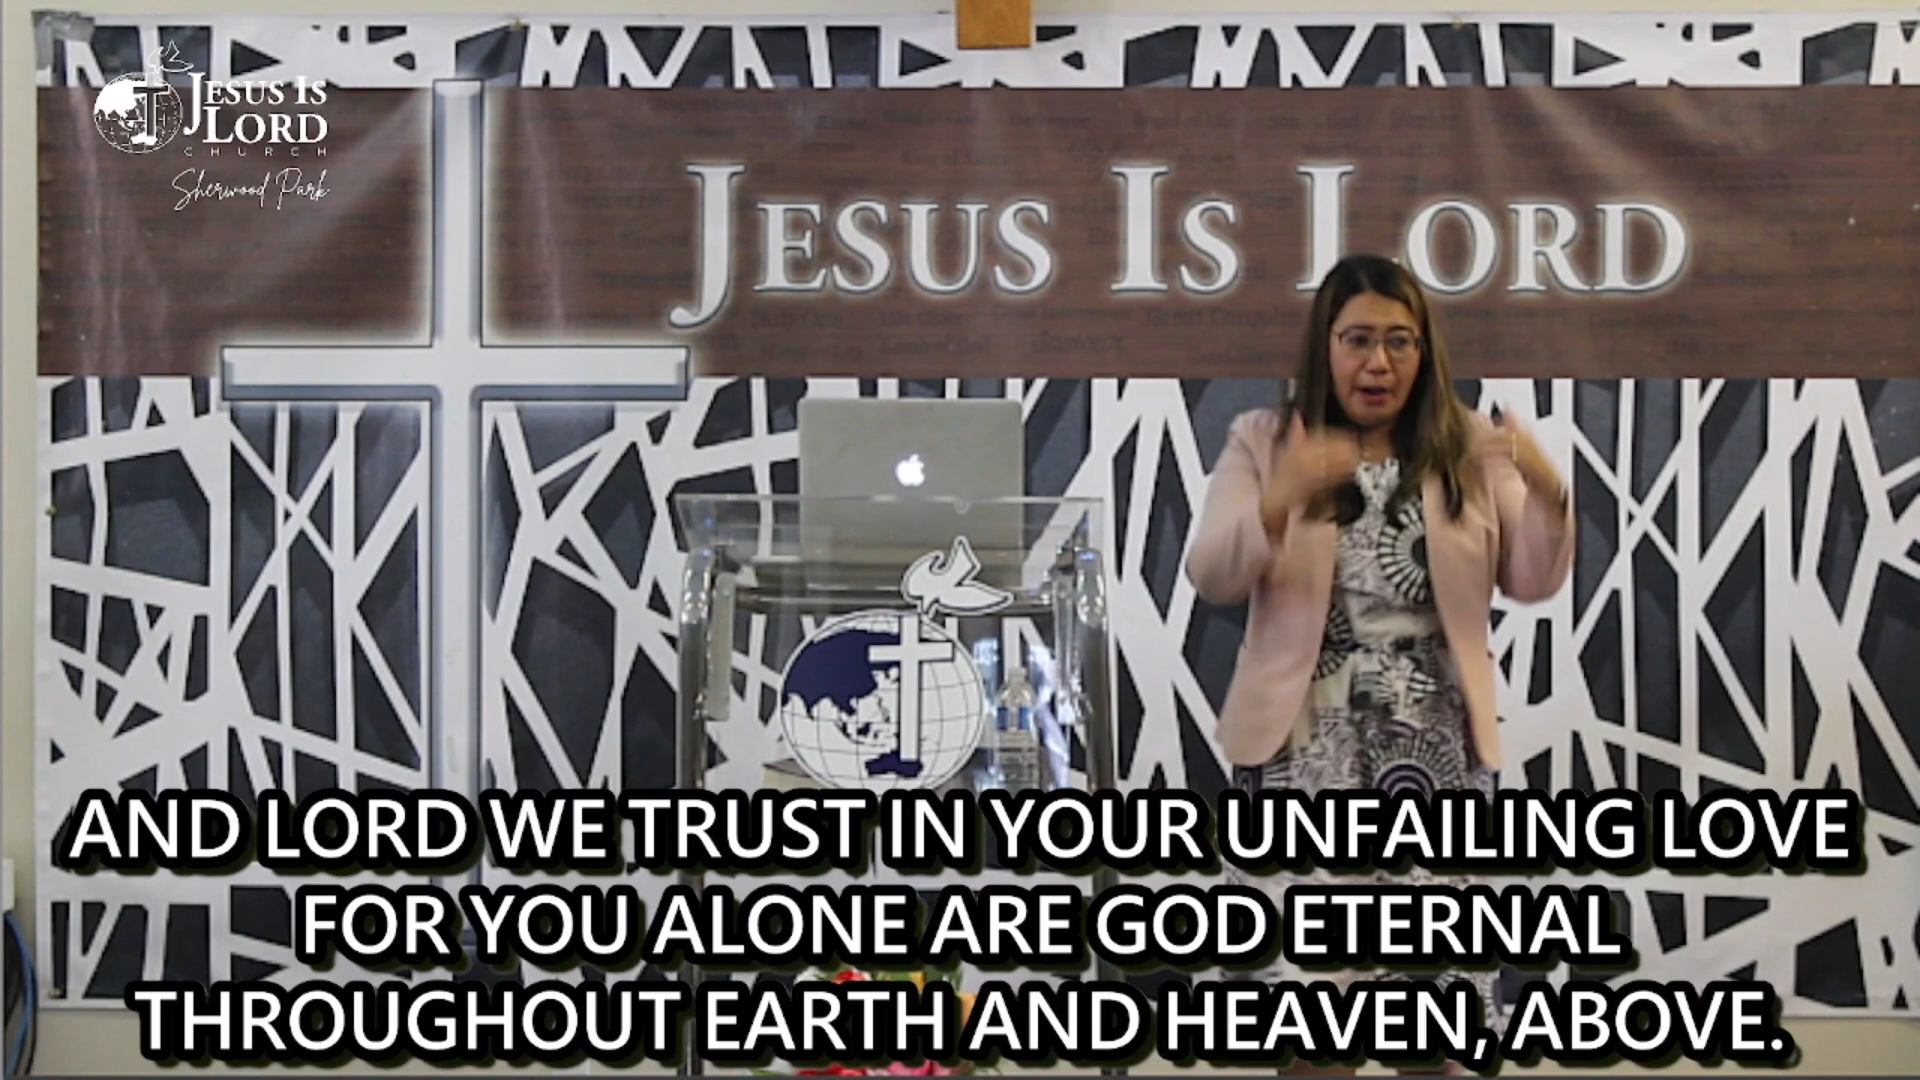 JESUS IS
LORD
CHURCH
Sherwood Park
JESUS IS LORD
AND LORD WE TRUST IN YOUR UNFAILING LOVE
FOR YOU ALONE ARE GOD ETERNAL
THROUGHOUT EARTH AND HEAVEN, ABOVE.